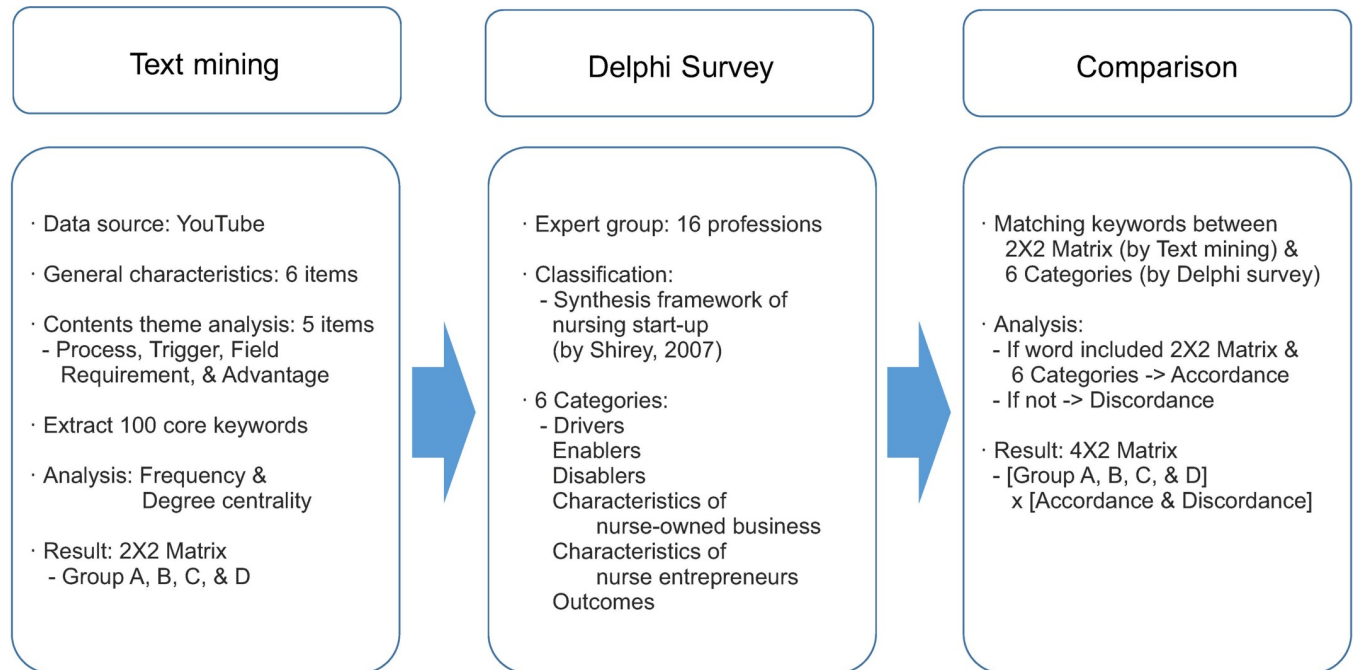 Text mining
· Data source: YouTube
· General characteristics: 6 items
· Contents theme analysis: 5 items
- Process, Trigger, Field
Requirement, & Advantage
· Extract 100 core keywords
· Analysis: Frequency &
Degree centrality
· Result: 2X2 Matrix
- Group A, B, C, & D
Delphi Survey
· Expert group: 16 professions
· Classification:
- Synthesis framework of
nursing start-up
(by Shirey, 2007)
· 6 Categories:
- Drivers
Enablers
Disablers
Characteristics of
nurse-owned business
Characteristics of
nurse entrepreneurs
Outcomes
Comparison
· Matching keywords between
2X2 Matrix (by Text mining) &
6 Categories (by Delphi survey)
· Analysis:
- If word included 2X2 Matrix &
6 Categories -> Accordance
- If not -> Discordance
· Result: 4X2 Matrix
- [Group A, B, C, & D]
x [Accordance & Discordance]